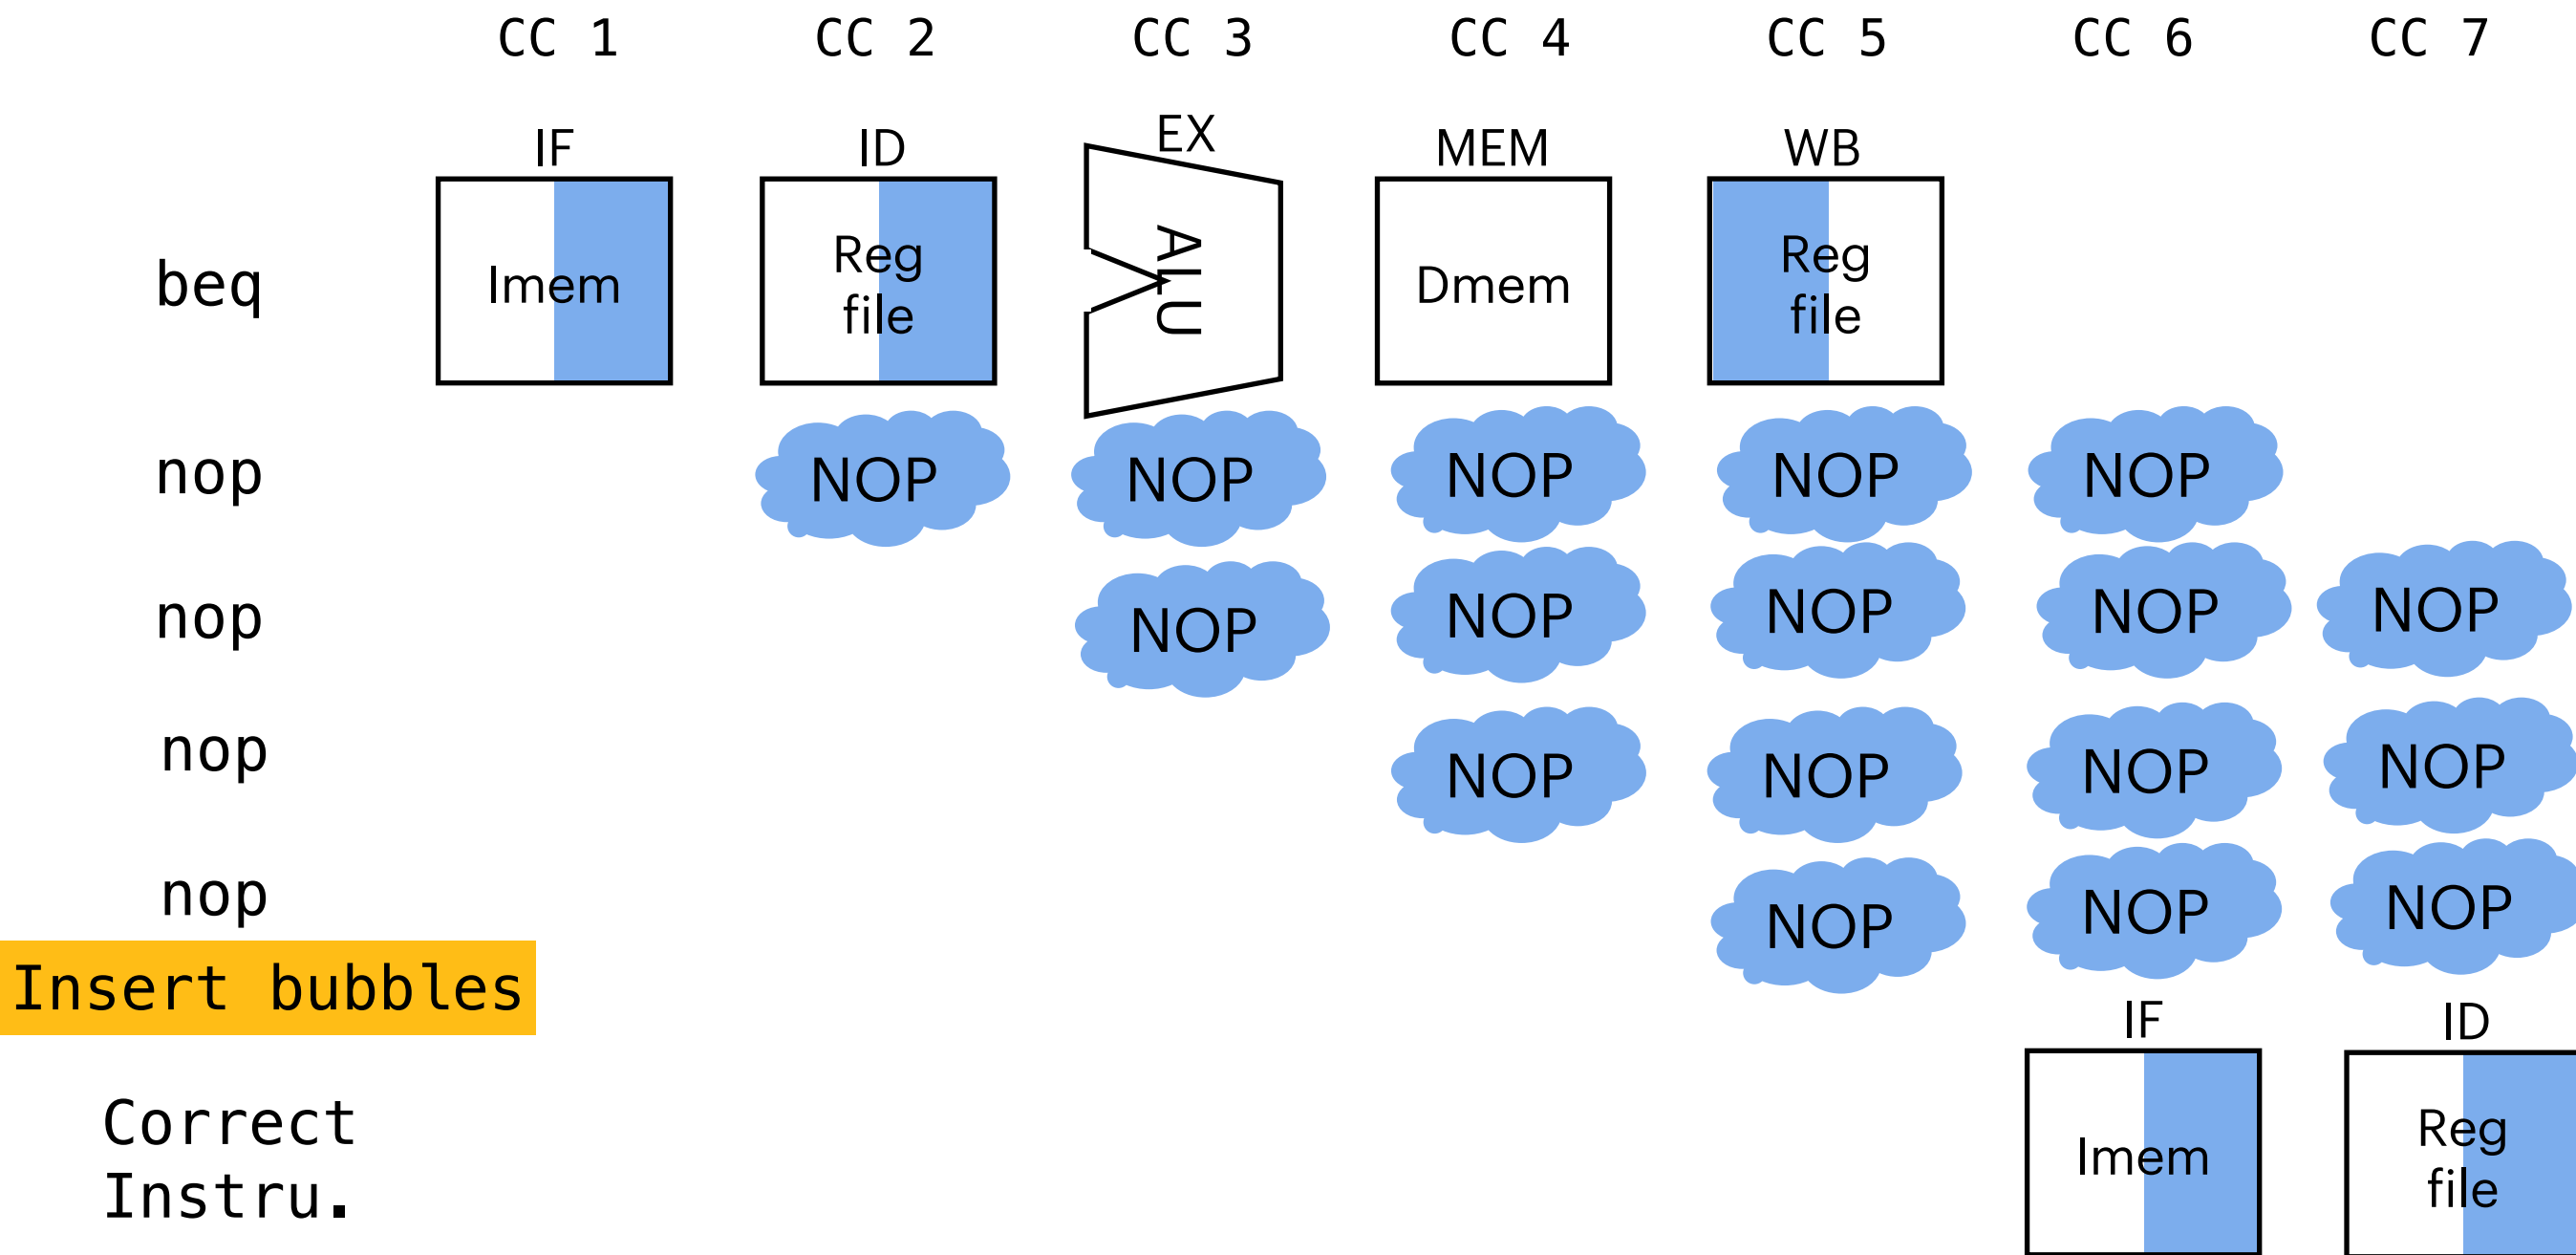 CC 1 CC 2 CC 3 CC 4 CC 5 CC 6 CC 7
IF ID EX MEM WB
beq Imem Reg file ALU Dmem Reg file
nop NOP NOP NOP NOP NOP
nop NOP NOP NOP NOP NOP
nop NOP NOP NOP NOP
nop NOP NOP NOP
Insert bubbles
IF ID
Correct
Instru.
Imem Reg file